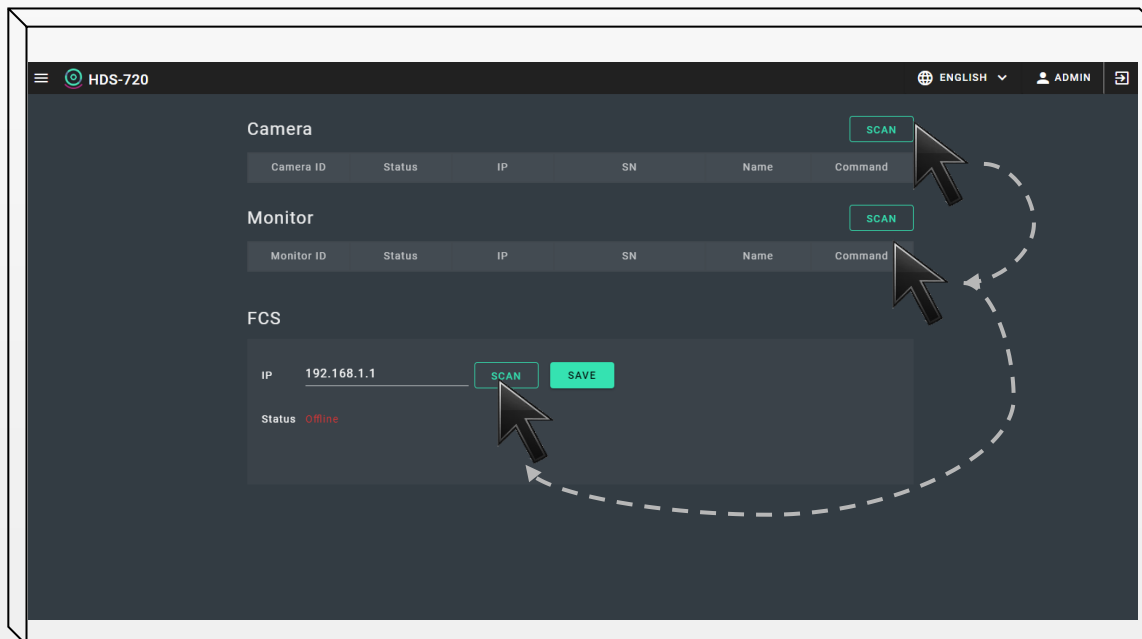 HDS-720 ENGLISH ADMIN
Camera SCAN
Camera ID Status IP SN Name Command
Monitor SCAN
Monitor ID Status IP SN Name Command
FCS
IP 192.168.1.1 SCAN SAVE
Status Offline